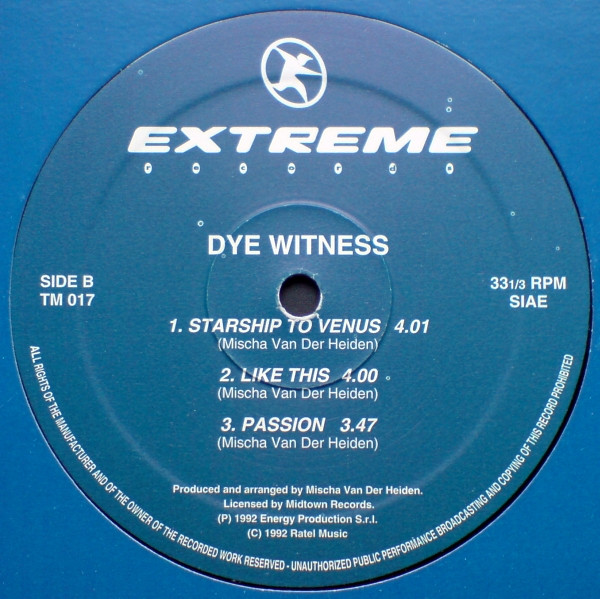 EXTREME
records
DYE WITNESS
SIDE B
TM 017
33 1/3 RPM
SIAE
1. STARSHIP TO VENUS 4.01
(Mischa Van Der Heiden)
2. LIKE THIS 4.00
(Mischa Van Der Heiden)
3. PASSION 3.47
(Mischa Van Der Heiden)
Produced and arranged by Mischa Van Der Heiden.
Licensed by Midtown Records.
(P) 1992 Energy Production S.r.l.
(C) 1992 Ratel Music
ALL RIGHTS OF THE MANUFACTURER AND OF THE OWNER OF THE RECORDED WORK RESERVED - UNAUTHORIZED PUBLIC PERFORMANCE BROADCASTING AND COPYING OF THIS RECORD PROHIBITED